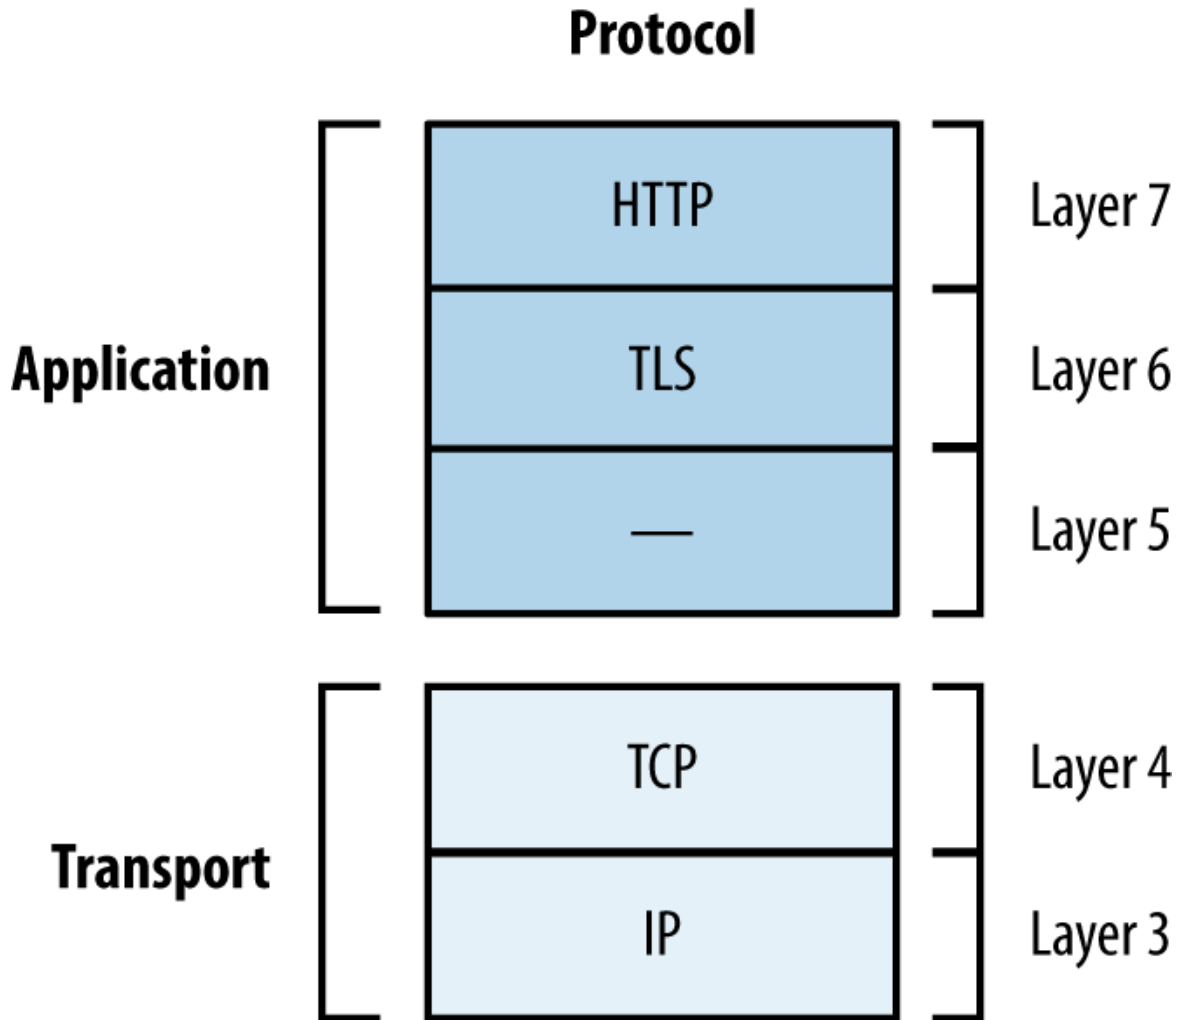 Protocol
HTTP
Layer 7
Application
TLS
Layer 6
—
Layer 5
TCP
Layer 4
Transport
IP
Layer 3